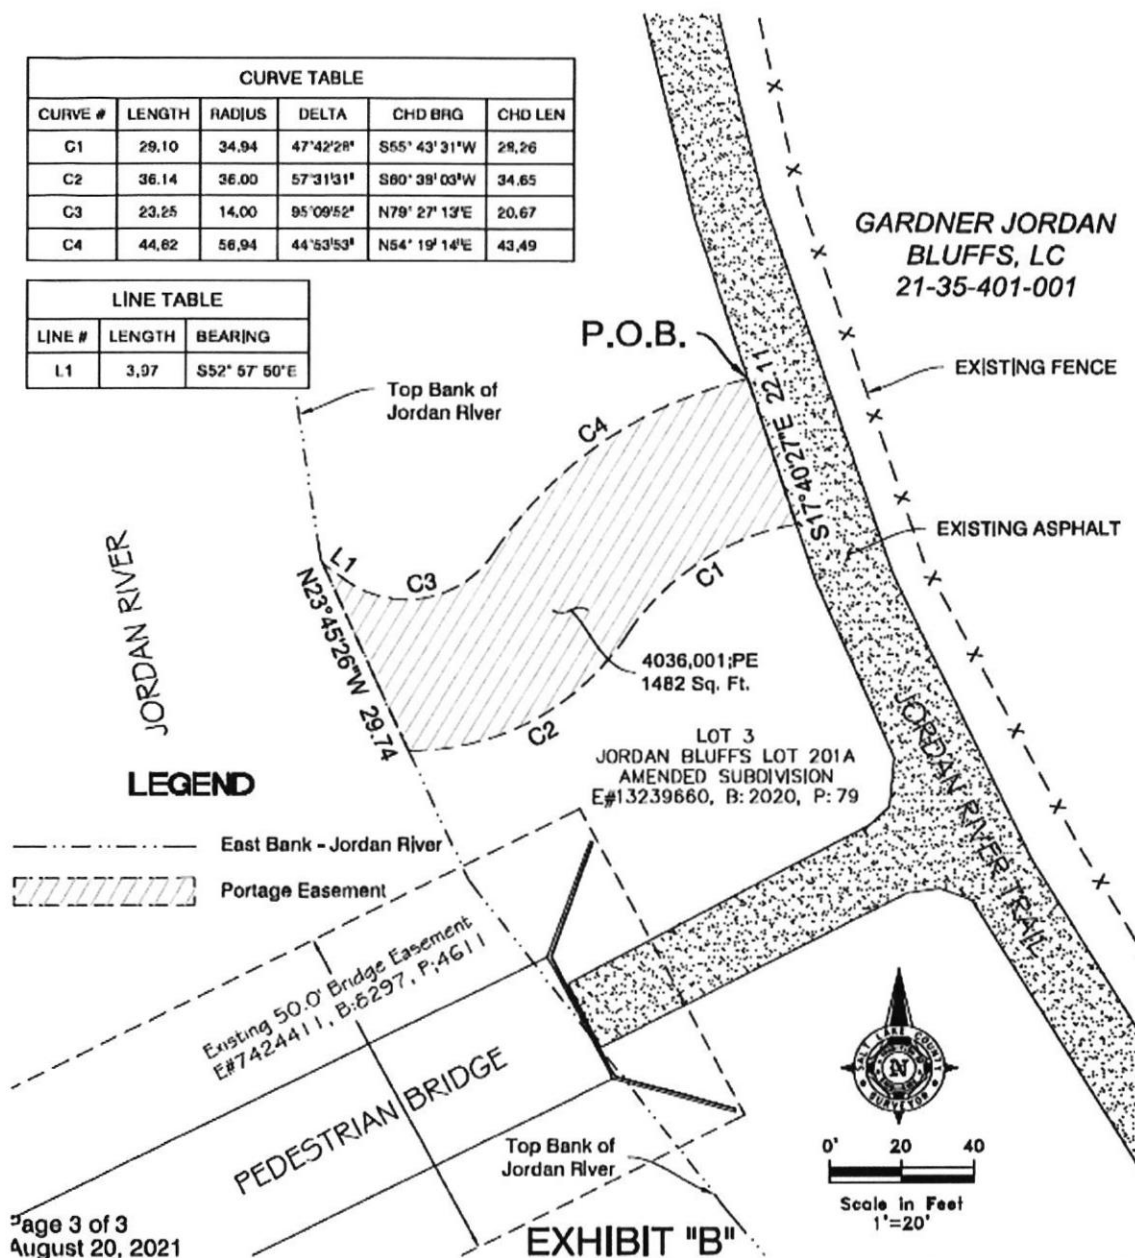 CURVE TABLE
CURVE # LENGTH RADIUS DELTA CHD BRG CHD LEN
C1 29.10 34.94 47°42'28" S55° 43' 31"W 28.26
C2 36.14 36.00 57°31'31" S60° 38' 03"W 34.65
C3 23.25 14.00 95°09'52" N79° 27' 13"E 20.67
C4 44.62 56.94 44°53'53" N54° 19' 14"E 43.49
LINE TABLE
LINE # LENGTH BEARING
L1 3.97 S52° 57' 50"E
GARDNER JORDAN
BLUFFS, LC
21-35-401-001
P.O.B.
EXISTING FENCE
Top Bank of
Jordan River
C4
S17°40'27"E 22.11
EXISTING ASPHALT
JORDAN RIVER
L1
C3
C1
N23°45'26"W 29.74
4036,001;PE
1482 Sq. Ft.
C2
LOT 3
JORDAN BLUFFS LOT 201A
AMENDED SUBDIVISION
E#13239660, B: 2020, P: 79
JORDAN RIVER TRAIL
LEGEND
East Bank - Jordan River
Portage Easement
Existing 50.0' Bridge Easement
E#7424411, B:8297, P:4611
PEDESTRIAN BRIDGE
SALT LAKE COUNTY
N
SURVEYOR
0' 20 40
Scale in Feet
1"=20'
Top Bank of
Jordan River
Page 3 of 3
August 20, 2021
EXHIBIT "B"